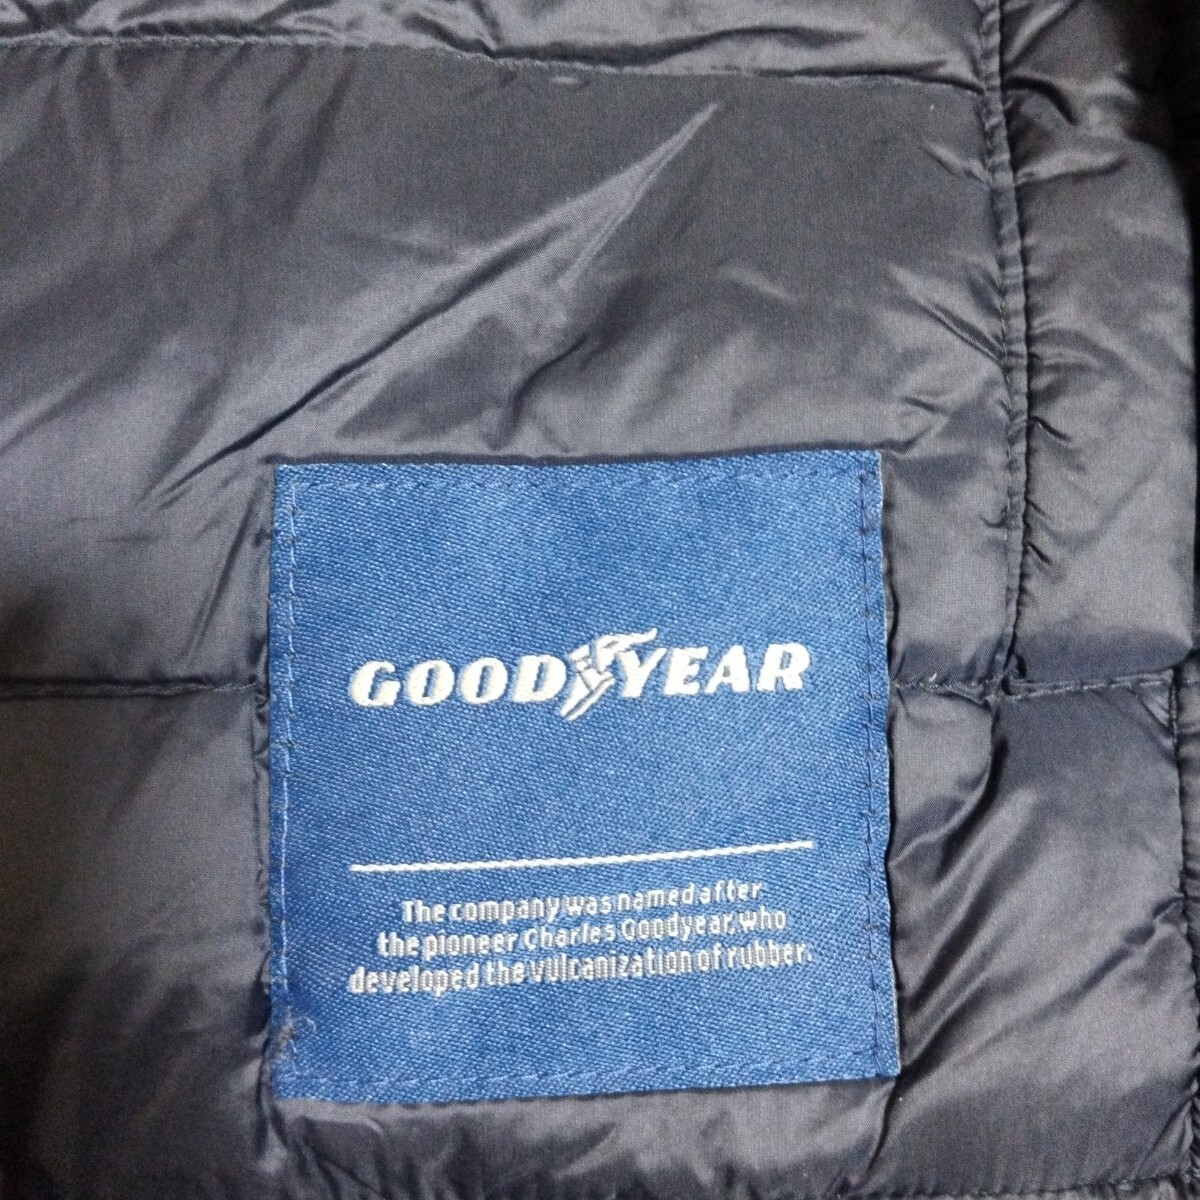 GOODYEAR
The company was named after
the pioneer Charles Goodyear, who
developed the vulcanization of rubber.